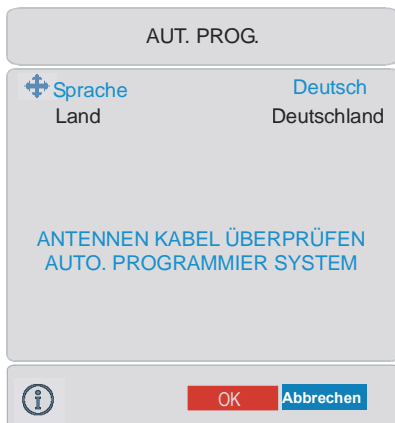 AUT. PROG.
Sprache Deutsch
Land Deutschland
ANTENNEN KABEL ÜBERPRÜFEN
AUTO. PROGRAMMIER SYSTEM
i
OK Abbrechen